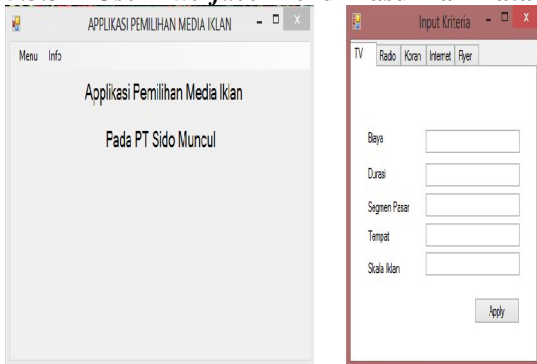 APPLIKASI PEMILIHAN MEDIA IKLAN
Menu Info
Applikasi Pemilihan Media Iklan
Pada PT Sido Muncul
Input Kriteria
TV Radio Koran Internet Flyer
Biaya
Durasi
Segmen Pasar
Tempat
Skala Iklan
Apply